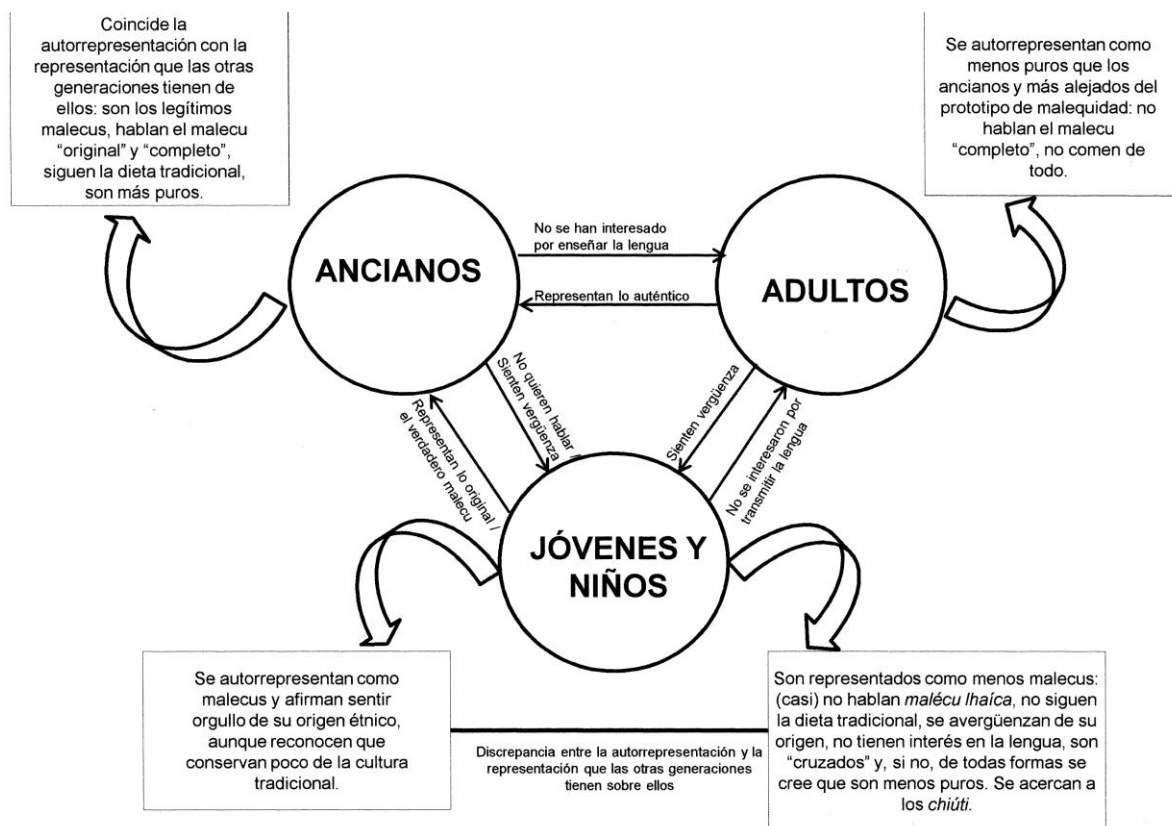 Coincide la
autorrepresentación con la
representación que las otras
generaciones tienen de
ellos: son los legítimos
malecus, hablan el malecu
“original” y “completo”,
siguen la dieta tradicional,
son más puros.
Se autorrepresentan como
menos puros que los
ancianos y más alejados del
prototipo de malequidad: no
hablan el malecu
“completo”, no comen de
todo.
ANCIANOS
No se han interesado
por enseñar la lengua
Representan lo auténtico
ADULTOS
No quieren hablar /
Sienten vergüenza
Representan lo original /
el verdadero malecu
Sienten vergüenza
No se interesaron por
transmitir la lengua
JÓVENES Y
NIÑOS
Se autorrepresentan como
malecus y afirman sentir
orgullo de su origen étnico,
aunque reconocen que
conservan poco de la cultura
tradicional.
Discrepancia entre la autorrepresentación y la
representación que las otras generaciones
tienen sobre ellos
Son representados como menos malecus:
(casi) no hablan malécu lhaíca, no siguen
la dieta tradicional, se avergüenzan de su
origen, no tienen interés en la lengua, son
“cruzados” y, si no, de todas formas se
cree que son menos puros. Se acercan a
los chiúti.